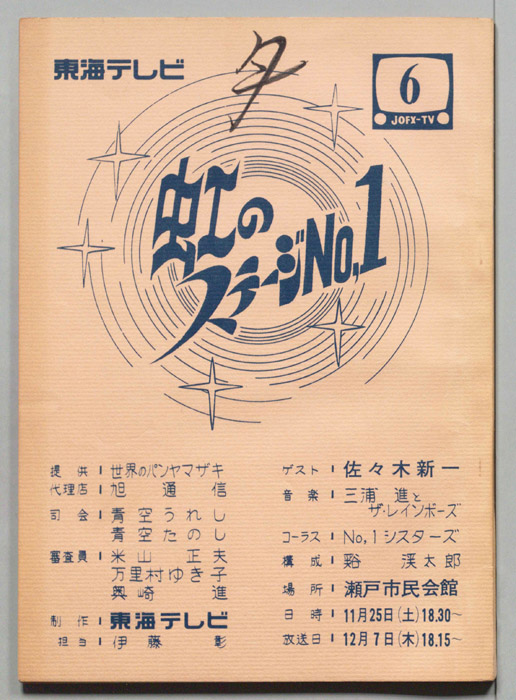 東海テレビ
夕
6
JOFX-TV
虹の
ステージNo,1
提供 世界のパンヤマザキ
代理店 旭通信
司会 青空うれし
青空たのし
審査員 米山正夫
万里村ゆき子
奥崎進
制作 東海テレビ
担当 伊藤彰
ゲスト 佐々木新一
音楽 三浦進と
ザ・レインボーズ
コーラス No,1シスターズ
構成 谿渓太郎
場所 瀬戸市民会館
日時 11月25日(土)18.30〜
放送日 12月7日(木)18.15〜